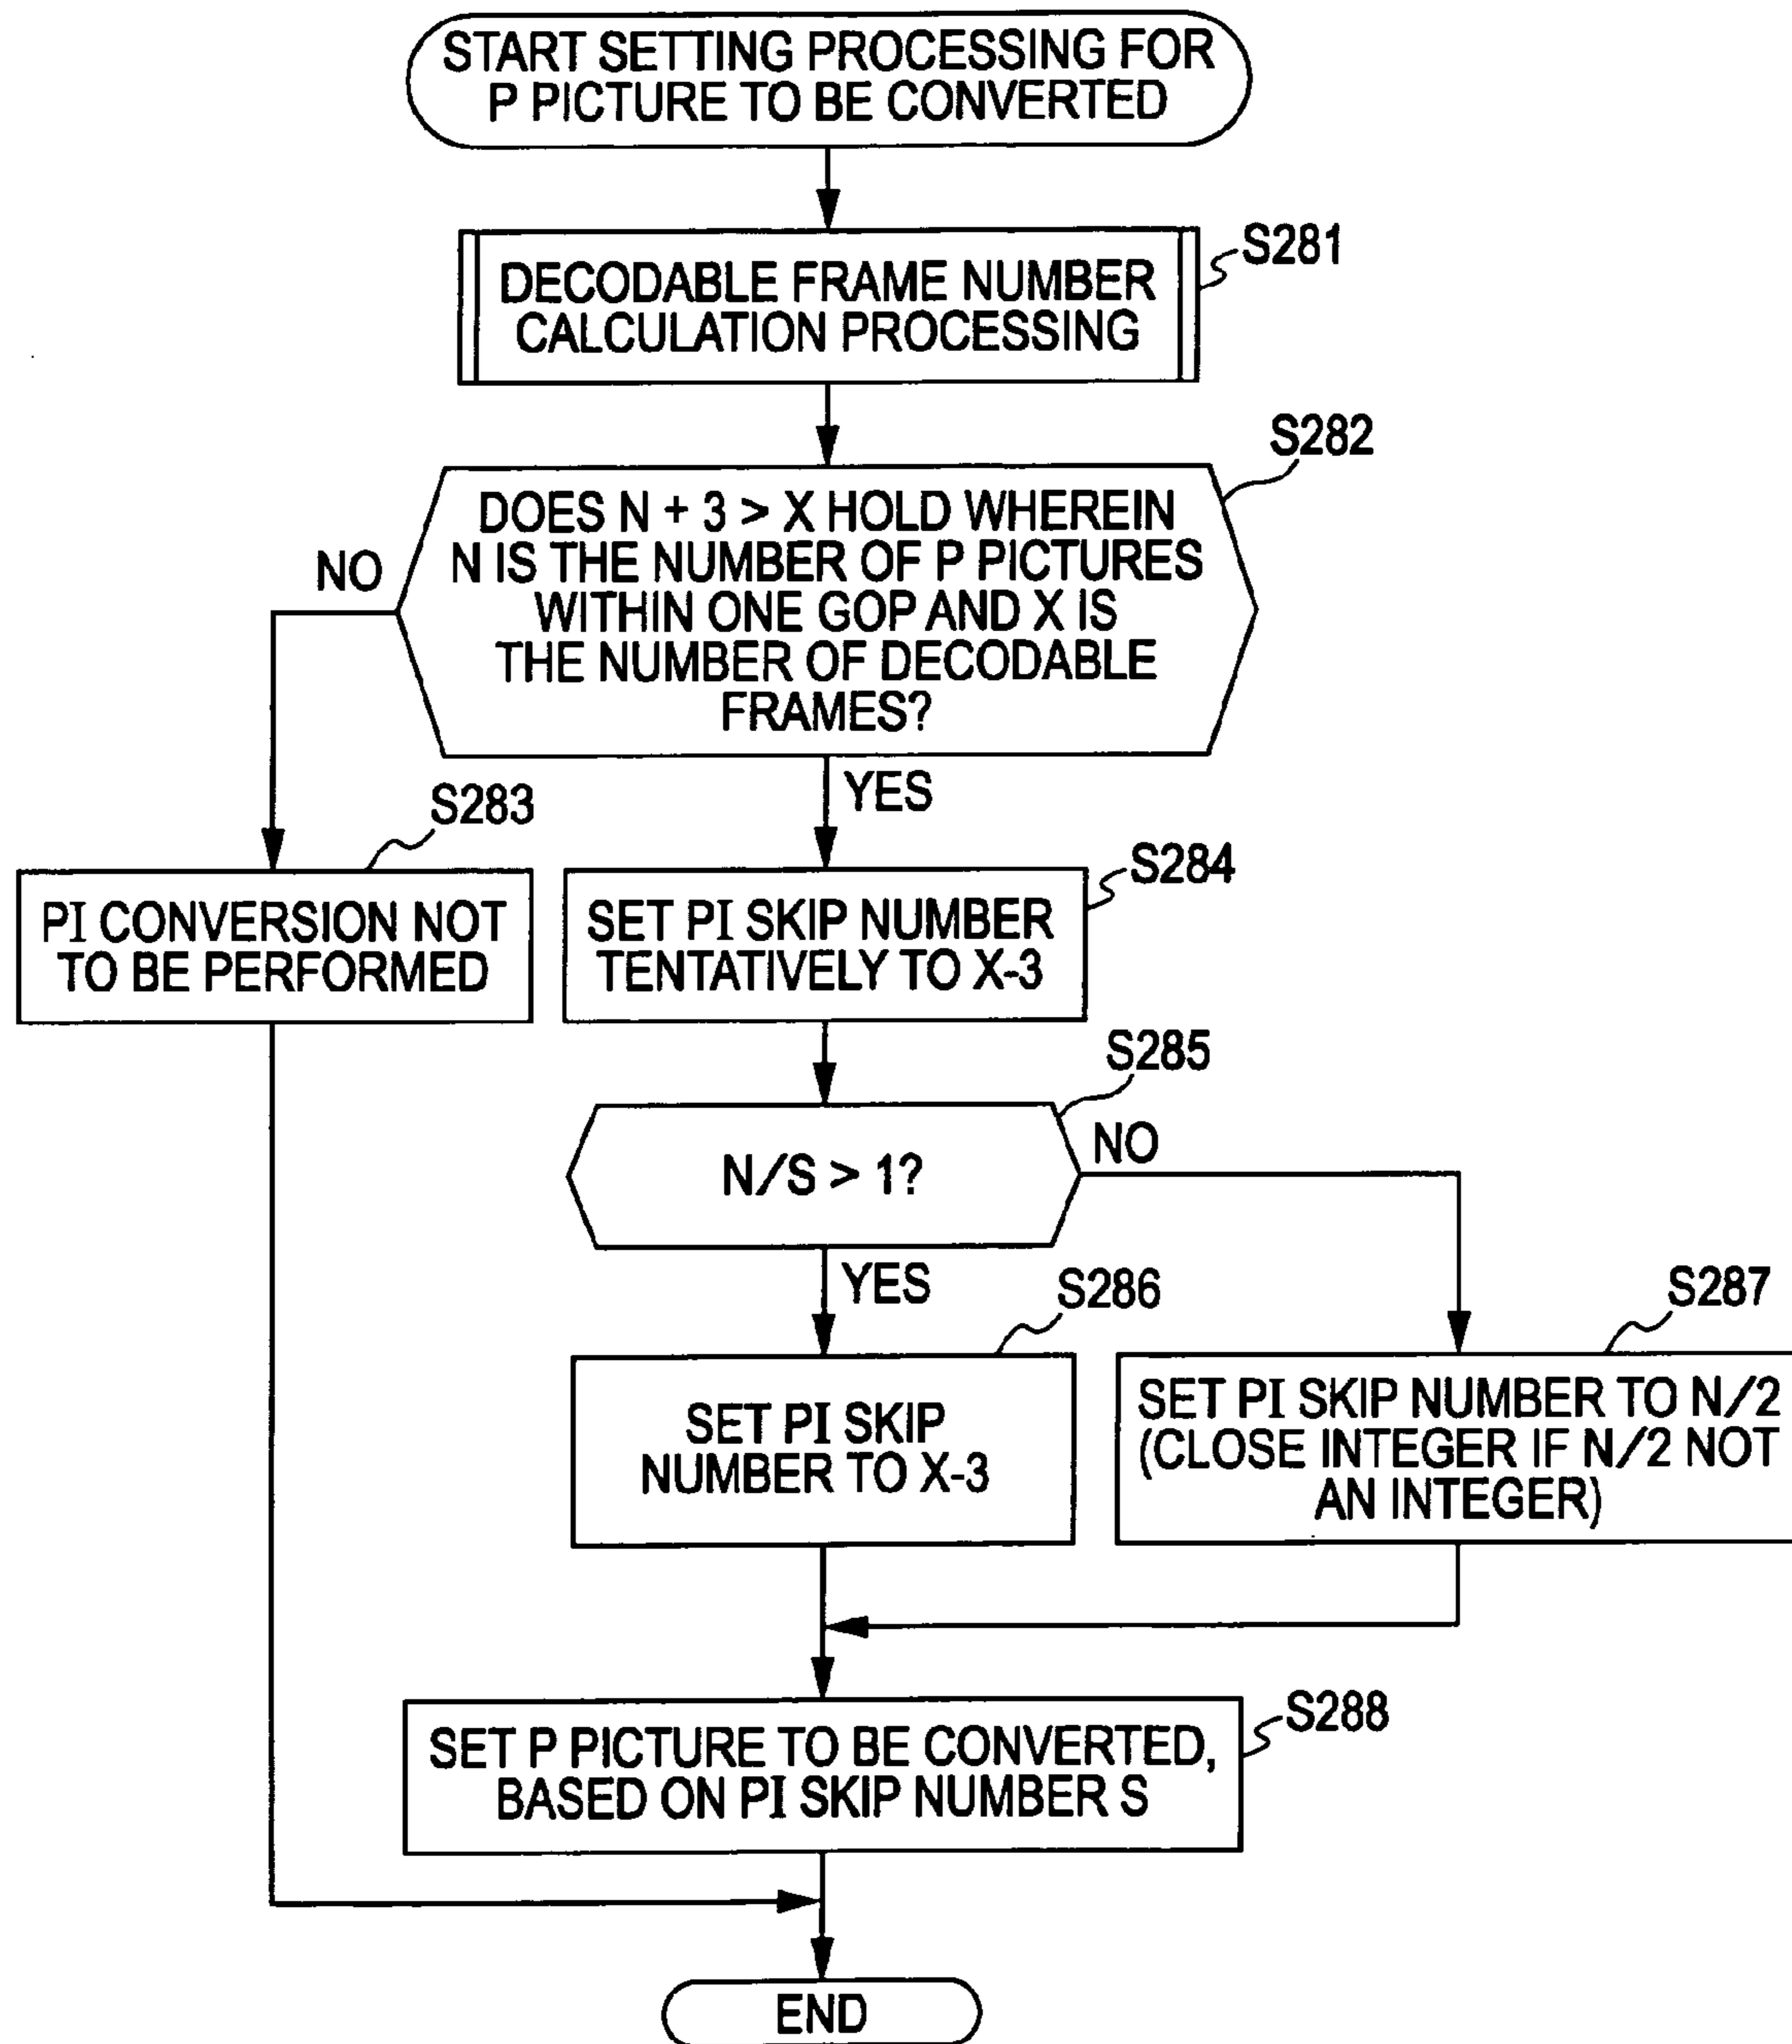 START SETTING PROCESSING FOR
P PICTURE TO BE CONVERTED
S281
DECODABLE FRAME NUMBER
CALCULATION PROCESSING
S282
DOES N + 3 > X HOLD WHEREIN
N IS THE NUMBER OF P PICTURES
WITHIN ONE GOP AND X IS
THE NUMBER OF DECODABLE
FRAMES?
NO
YES
S283
PI CONVERSION NOT
TO BE PERFORMED
S284
SET PI SKIP NUMBER
TENTATIVELY TO X-3
S285
N/S > 1?
NO
YES
S286
SET PI SKIP
NUMBER TO X-3
S287
SET PI SKIP NUMBER TO N/2
(CLOSE INTEGER IF N/2 NOT
AN INTEGER)
S288
SET P PICTURE TO BE CONVERTED,
BASED ON PI SKIP NUMBER S
END